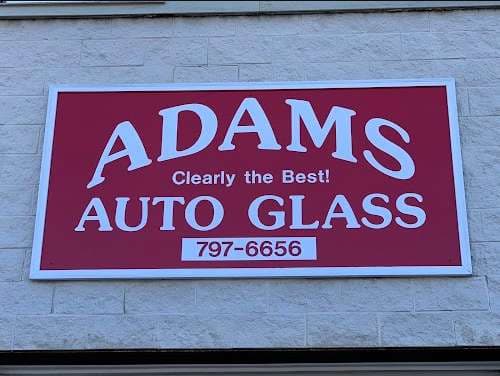 ADAMS
Clearly the Best!
AUTO GLASS
797-6656